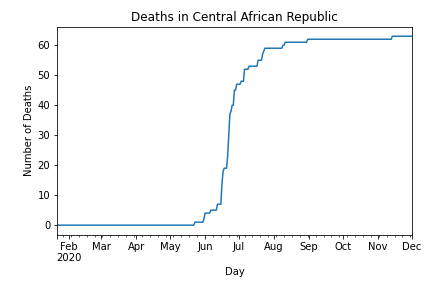 Deaths in Central African Republic
60
50
40
30
20
10
0
Number of Deaths
Feb Mar Apr May Jun Jul Aug Sep Oct Nov Dec
2020
Day